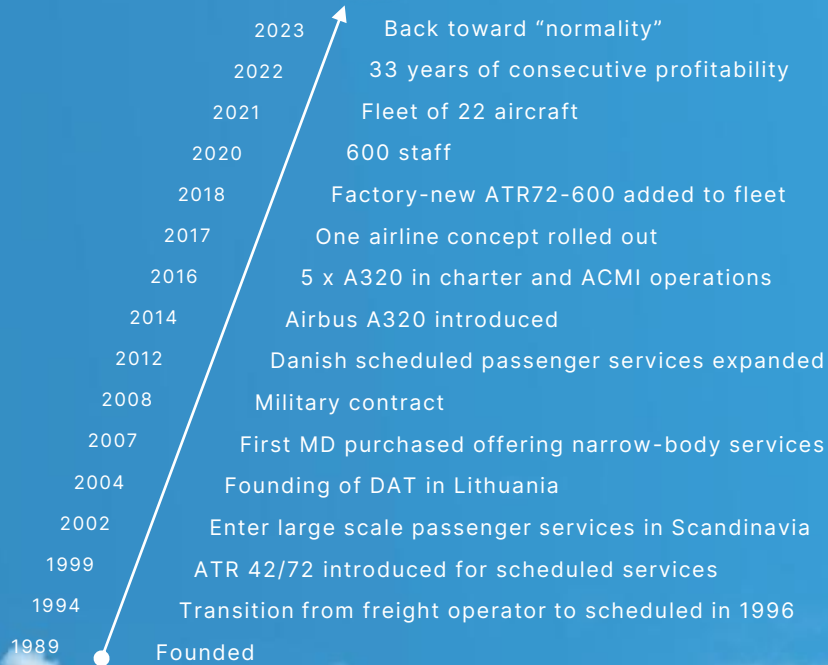 2023 Back toward “normality”
2022 33 years of consecutive profitability
2021 Fleet of 22 aircraft
2020 600 staff
2018 Factory-new ATR72-600 added to fleet
2017 One airline concept rolled out
2016 5 x A320 in charter and ACMI operations
2014 Airbus A320 introduced
2012 Danish scheduled passenger services expanded
2008 Military contract
2007 First MD purchased offering narrow-body services
2004 Founding of DAT in Lithuania
2002 Enter large scale passenger services in Scandinavia
1999 ATR 42/72 introduced for scheduled services
1994 Transition from freight operator to scheduled in 1996
1989 Founded